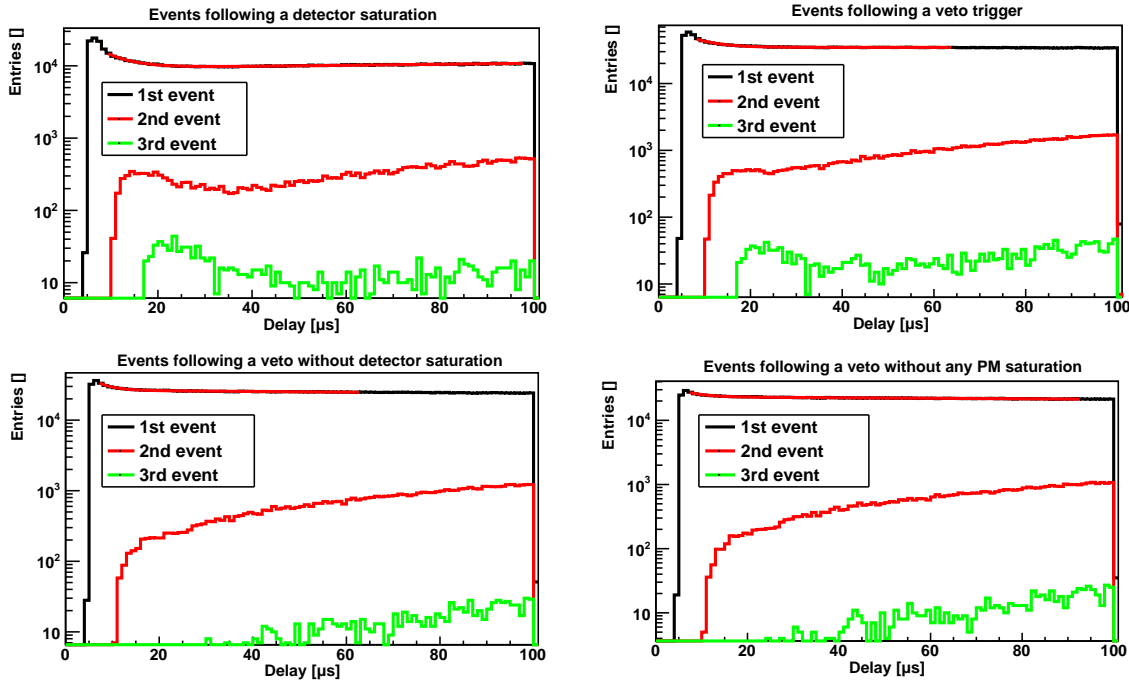 Events following a detector saturation
Entries []
10^4
10^3
10^2
10
1st event
2nd event
3rd event
0 20 40 60 80 100
Delay [µs]
Events following a veto trigger
Entries []
10^4
10^3
10^2
10
1st event
2nd event
3rd event
0 20 40 60 80 100
Delay [µs]
Events following a veto without detector saturation
Entries []
10^4
10^3
10^2
10
1st event
2nd event
3rd event
0 20 40 60 80 100
Delay [µs]
Events following a veto without any PM saturation
Entries []
10^4
10^3
10^2
10
1st event
2nd event
3rd event
0 20 40 60 80 100
Delay [µs]